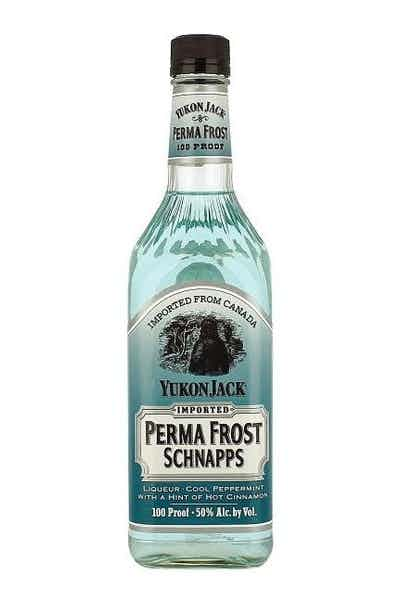 YUKON JACK
PERMA FROST
100 PROOF
IMPORTED FROM CANADA
YUKON JACK
IMPORTED
PERMA FROST
SCHNAPPS
LIQUEUR · COOL PEPPERMINT
WITH A HINT OF HOT CINNAMON
100 Proof · 50% Alc. by Vol.